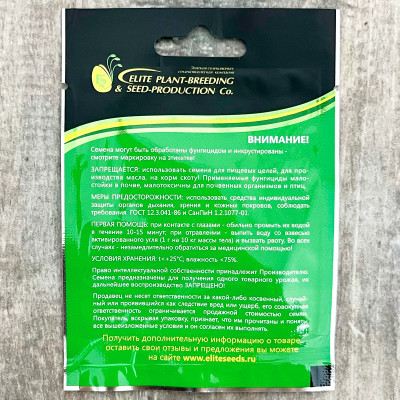 Элитная селекционно-
семеноводческая компания
ELITE PLANT-BREEDING
& SEED-PRODUCTION Co.
ВНИМАНИЕ!
Семена могут быть обработаны фунгицидом и инкрустированы -
смотрите маркировку на этикетке!
ЗАПРЕЩАЕТСЯ: использовать семена для пищевых целей, для про-
изводства масла, на корм скоту! Применяемые фунгициды мало-
стойки в почве, малотоксичны для почвенных организмов и птиц.
МЕРЫ ПРЕДОСТОРОЖНОСТИ: использовать средства индивидуальной
защиты органов дыхания, зрения и кожных покровов, соблюдать
требования ГОСТ 12.3.041-86 и СанПиН 1.2.1077-01.
ПЕРВАЯ ПОМОЩЬ: при контакте с глазами - обильно промыть их водой
в течение 10-15 минут; при отравлении - выпить воду со взвесью
активированного угля (1 г на 10 кг массы тела) и вызвать рвоту. Во всех
случаях - незамедлительно обратиться за медицинской помощью!
УСЛОВИЯ ХРАНЕНИЯ: t<+25°С; влажность <75%.
Право интеллектуальной собственности принадлежит Производителю.
Семена предназначены для получения одного товарного урожая, их
дальнейшее воспроизводство ЗАПРЕЩЕНО!
Продавец не несет ответственности за какой-либо косвенный, случай-
ный или проявившийся как следствие вред или ущерб, его совокупная
ответственность ограничивается продажной стоимостью семян.
Покупатель, вскрывая упаковку, признает, что им прочитаны и поняты
все вышеизложенные условия и он согласен их выполнять.
Получить дополнительную информацию о товаре,
оставить свои отзывы и предложения вы можете
на сайте www.eliteseeds.ru